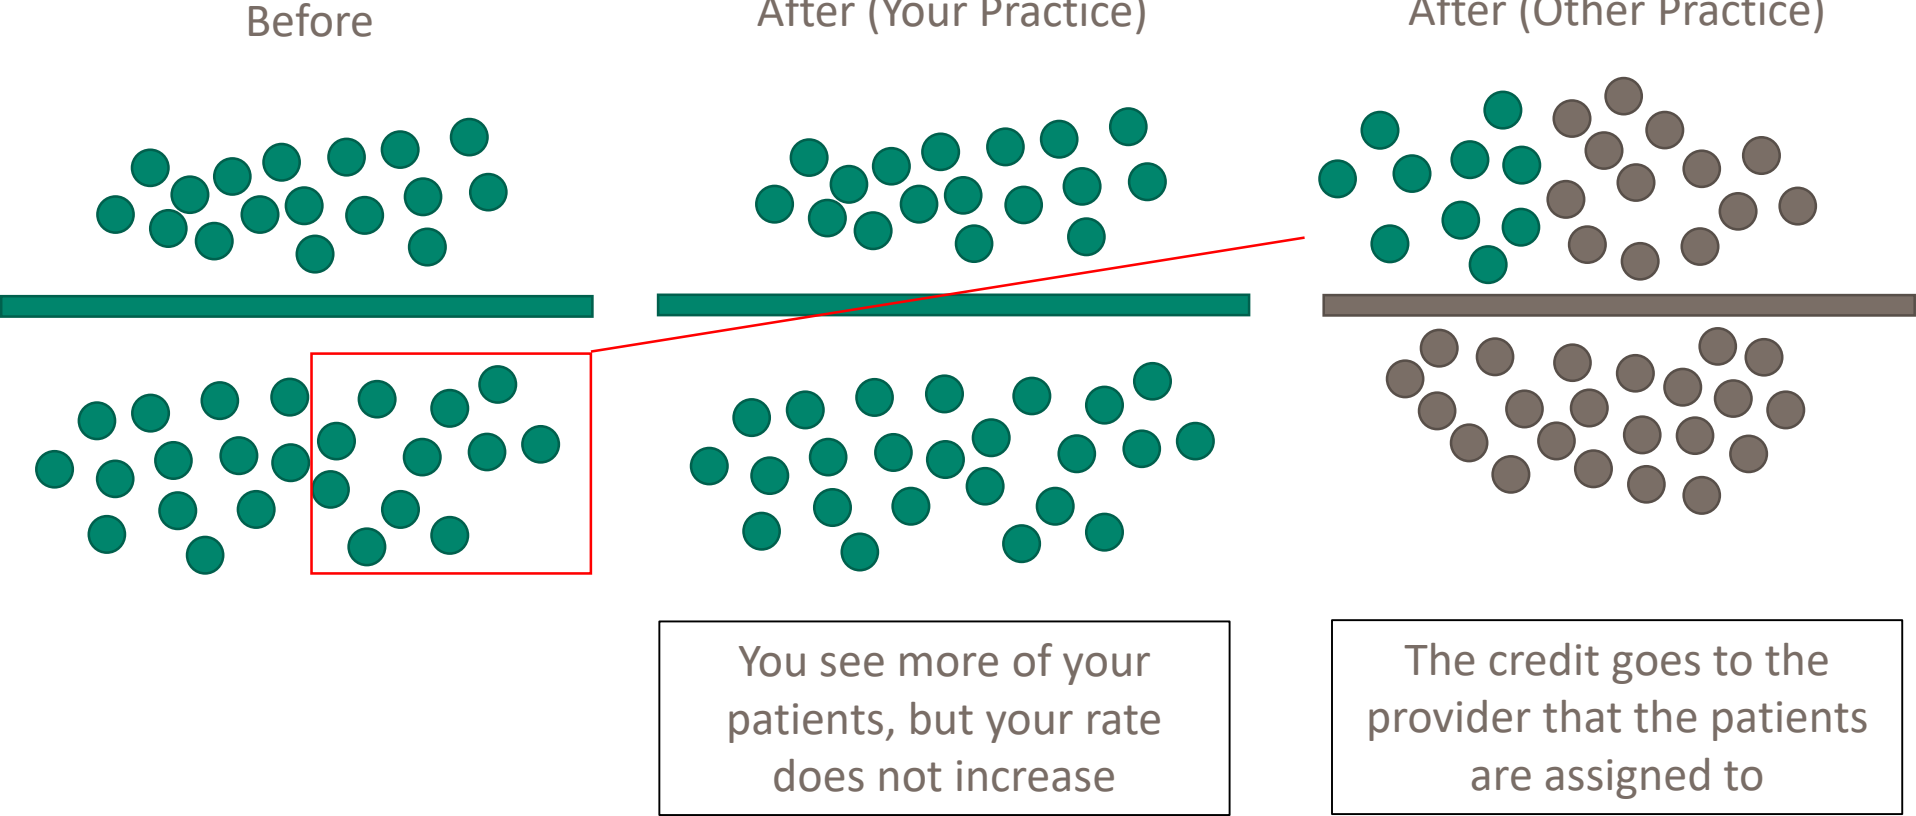 Before
After (Your Practice)
After (Other Practice)
You see more of your
patients, but your rate
does not increase
The credit goes to the
provider that the patients
are assigned to